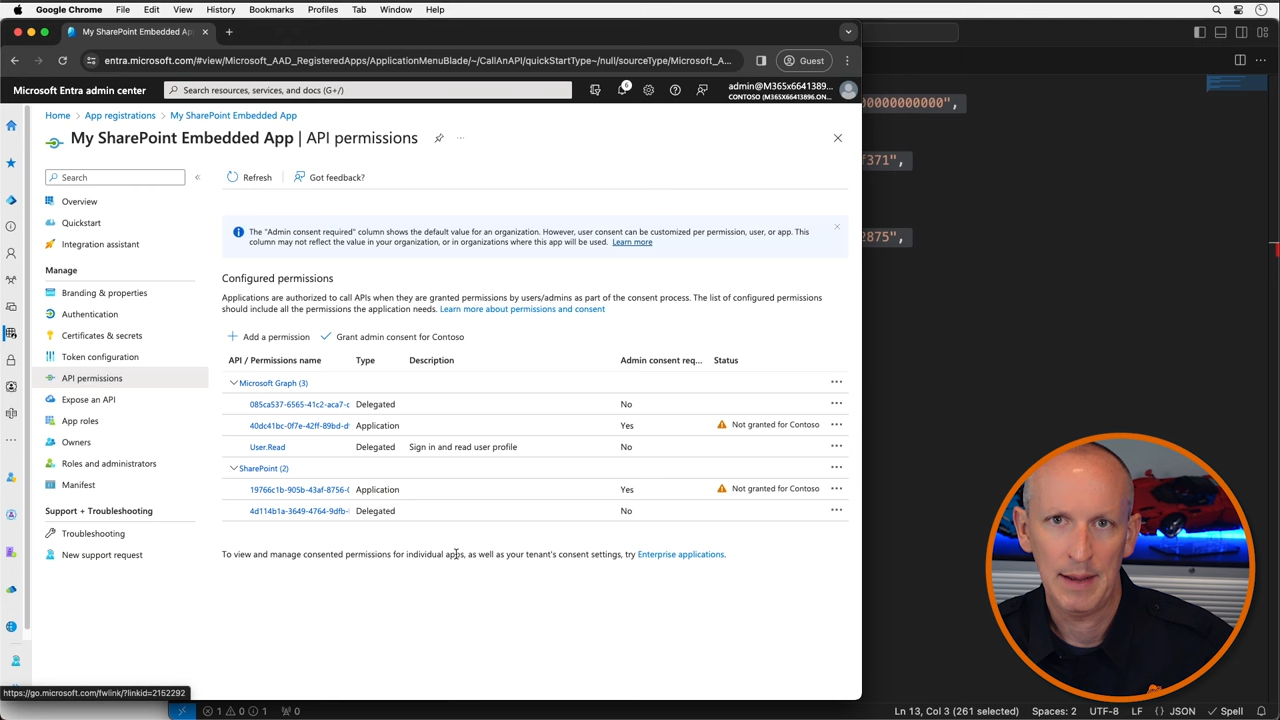 Google Chrome File Edit View History Bookmarks Profiles Tab Window Help
My SharePoint Embedded Ap
entra.microsoft.com/#view/Microsoft_AAD_RegisteredApps/ApplicationMenuBlade/~/CallAnAPI/quickStartType~/null/sourceType/Microsoft_A...
Guest
Microsoft Entra admin center
Search resources, services, and docs (G+/)
6
admin@M365x6641389...
CONTOSO (M365X66413896.ON...
Home > App registrations > My SharePoint Embedded App
My SharePoint Embedded App | API permissions
Search
Refresh
Got feedback?
Overview
Quickstart
Integration assistant
Manage
Branding & properties
Authentication
Certificates & secrets
Token configuration
API permissions
Expose an API
App roles
Owners
Roles and administrators
Manifest
Support + Troubleshooting
Troubleshooting
New support request
The "Admin consent required" column shows the default value for an organization. However, user consent can be customized per permission, user, or app. This
column may not reflect the value in your organization, or in organizations where this app will be used. Learn more
Configured permissions
Applications are authorized to call APIs when they are granted permissions by users/admins as part of the consent process. The list of configured permissions
should include all the permissions the application needs. Learn more about permissions and consent
Add a permission
Grant admin consent for Contoso
API / Permissions name Type Description Admin consent req... Status
Microsoft Graph (3)
085ca537-6565-41c2-aca7-c Delegated No
40dc41bc-0f7e-42ff-89bd-d Application Yes Not granted for Contoso
User.Read Delegated Sign in and read user profile No
SharePoint (2)
19766c1b-905b-43af-8756-( Application Yes Not granted for Contoso
4d114b1a-3649-4764-9dfb- Delegated No
To view and manage consented permissions for individual apps, as well as your tenant's consent settings, try Enterprise applications.
https://go.microsoft.com/fwlink/?linkid=2152292
00000000000",
f371",
2875",
1 0 1 0
Ln 13, Col 3 (261 selected) Spaces: 2 UTF-8 LF {} JSON Spell